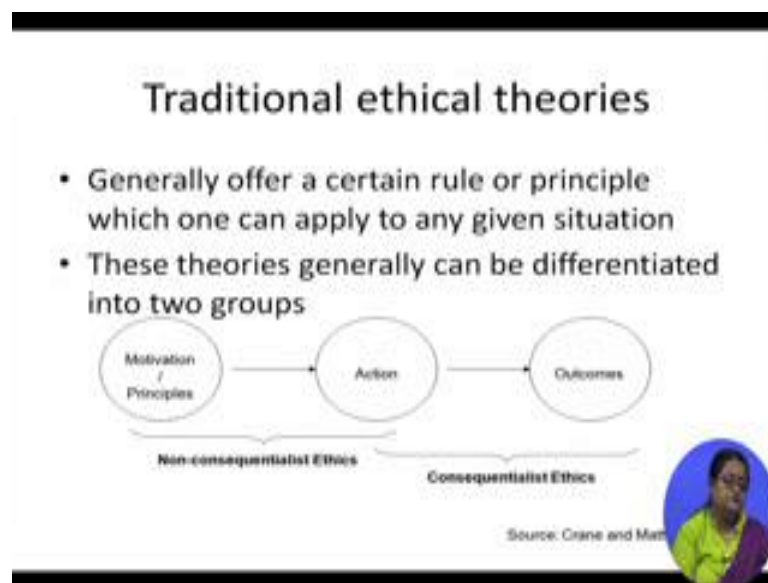 Traditional ethical theories
• Generally offer a certain rule or principle
which one can apply to any given situation
• These theories generally can be differentiated
into two groups
Motivation
/
Principles
Action
Outcomes
Non-consequentialist Ethics
Consequentialist Ethics
Source: Crane and